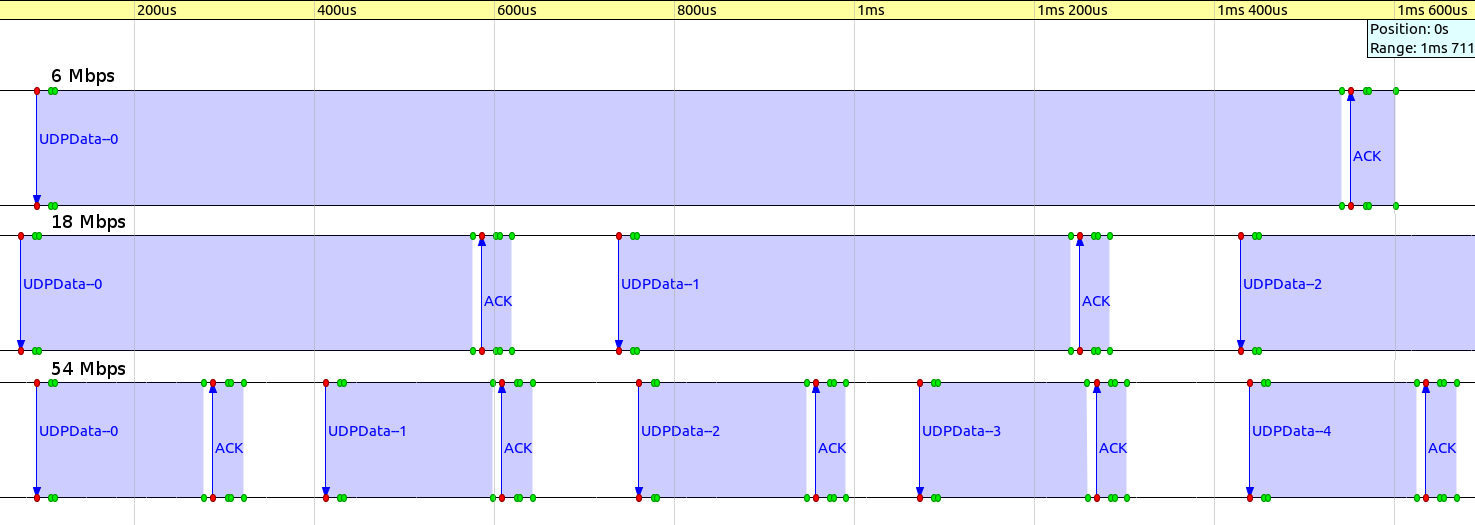 200us 400us 600us 800us 1ms 1ms 200us 1ms 400us 1ms 600us
Position: 0s
Range: 1ms 711
6 Mbps
UDPData--0
ACK
18 Mbps
UDPData--0 UDPData--1 UDPData--2
ACK ACK
54 Mbps
UDPData--0 UDPData--1 UDPData--2 UDPData--3 UDPData--4
ACK ACK ACK ACK ACK